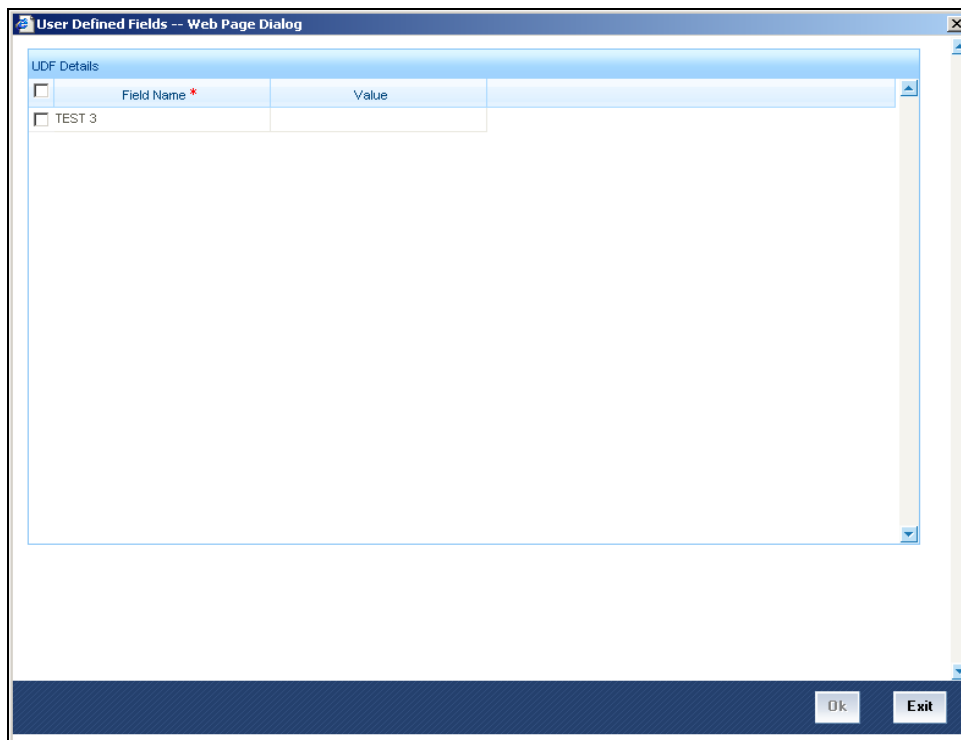 User Defined Fields -- Web Page Dialog
UDF Details
Field Name * Value
TEST 3
Ok Exit